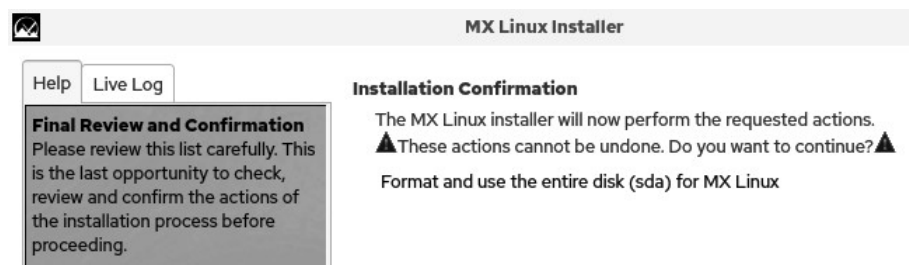 MX Linux Installer
Help
Live Log
Final Review and Confirmation
Please review this list carefully. This
is the last opportunity to check,
review and confirm the actions of
the installation process before
proceeding.
Installation Confirmation
The MX Linux installer will now perform the requested actions.
These actions cannot be undone. Do you want to continue?
Format and use the entire disk (sda) for MX Linux